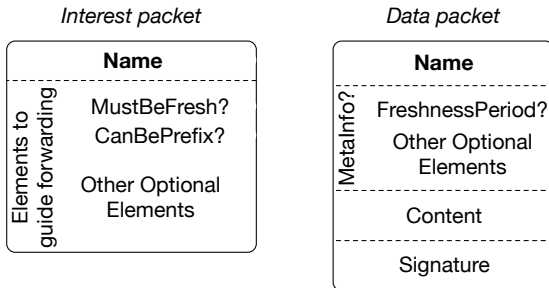 Interest packet
Name
Elements to
guide forwarding
MustBeFresh?
CanBePrefix?
Other Optional
Elements
Data packet
Name
MetaInfo?
FreshnessPeriod?
Other Optional
Elements
Content
Signature